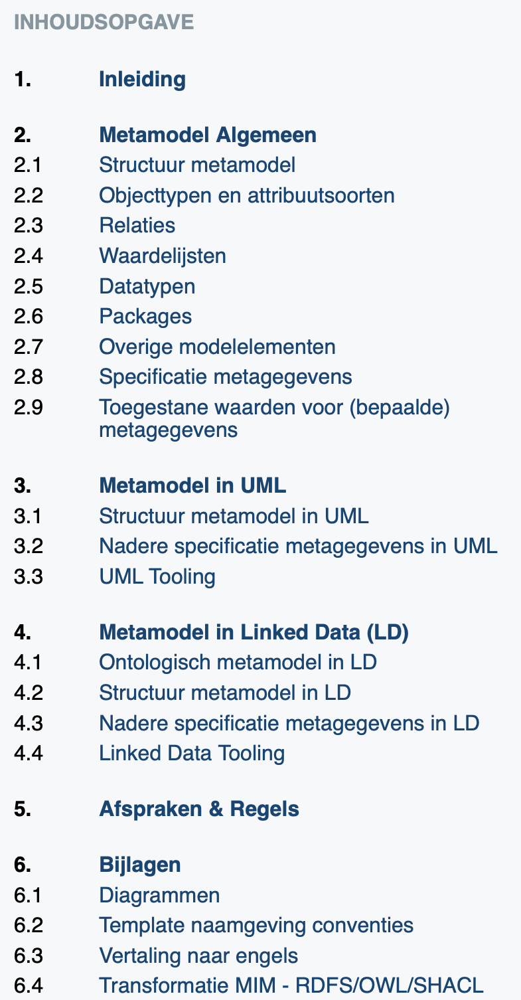 INHOUDSOPGAVE
1. Inleiding
2. Metamodel Algemeen
2.1 Structuur metamodel
2.2 Objecttypen en attribuutsoorten
2.3 Relaties
2.4 Waardelijsten
2.5 Datatypen
2.6 Packages
2.7 Overige modelelementen
2.8 Specificatie metagegevens
2.9 Toegestane waarden voor (bepaalde)
metagegevens
3. Metamodel in UML
3.1 Structuur metamodel in UML
3.2 Nadere specificatie metagegevens in UML
3.3 UML Tooling
4. Metamodel in Linked Data (LD)
4.1 Ontologisch metamodel in LD
4.2 Structuur metamodel in LD
4.3 Nadere specificatie metagegevens in LD
4.4 Linked Data Tooling
5. Afspraken & Regels
6. Bijlagen
6.1 Diagrammen
6.2 Template naamgeving conventies
6.3 Vertaling naar engels
6.4 Transformatie MIM - RDFS/OWL/SHACL